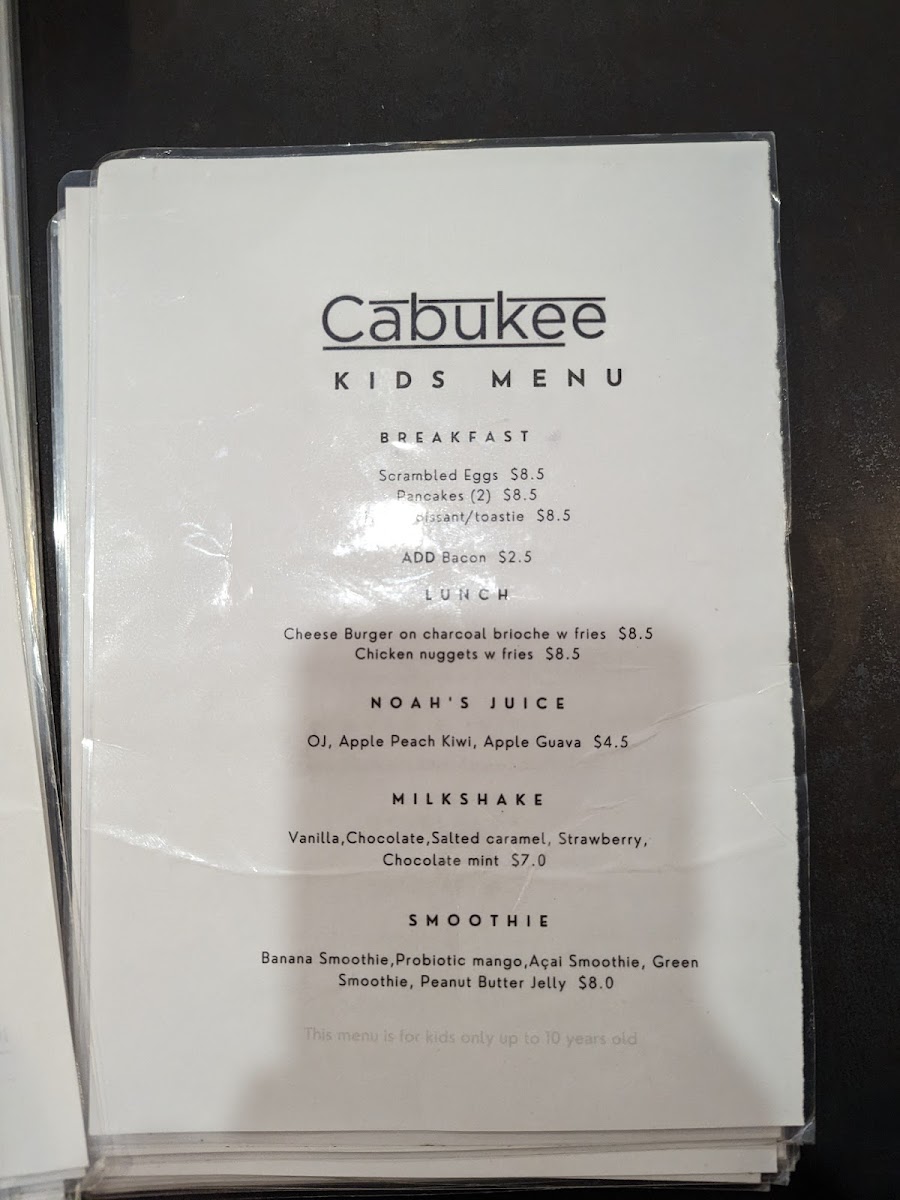 Cabukee
KIDS MENU
BREAKFAST
Scrambled Eggs $8.5
Pancakes (2) $8.5
$8.5
ADD Bacon $2.5
LUNCH
Cheese Burger on charcoal brioche w fries $8.5
Chicken nuggets w fries $8.5
NOAH'S JUICE
OJ, Apple Peach Kiwi, Apple Guava $4.5
MILKSHAKE
Vanilla,Chocolate,Salted caramel, Strawberry,
Chocolate mint $7.0
SMOOTHIE
Banana Smoothie,Probiotic mango,Açai Smoothie, Green
Smoothie, Peanut Butter Jelly $8.0
This menu is for kids only up to 10 years old